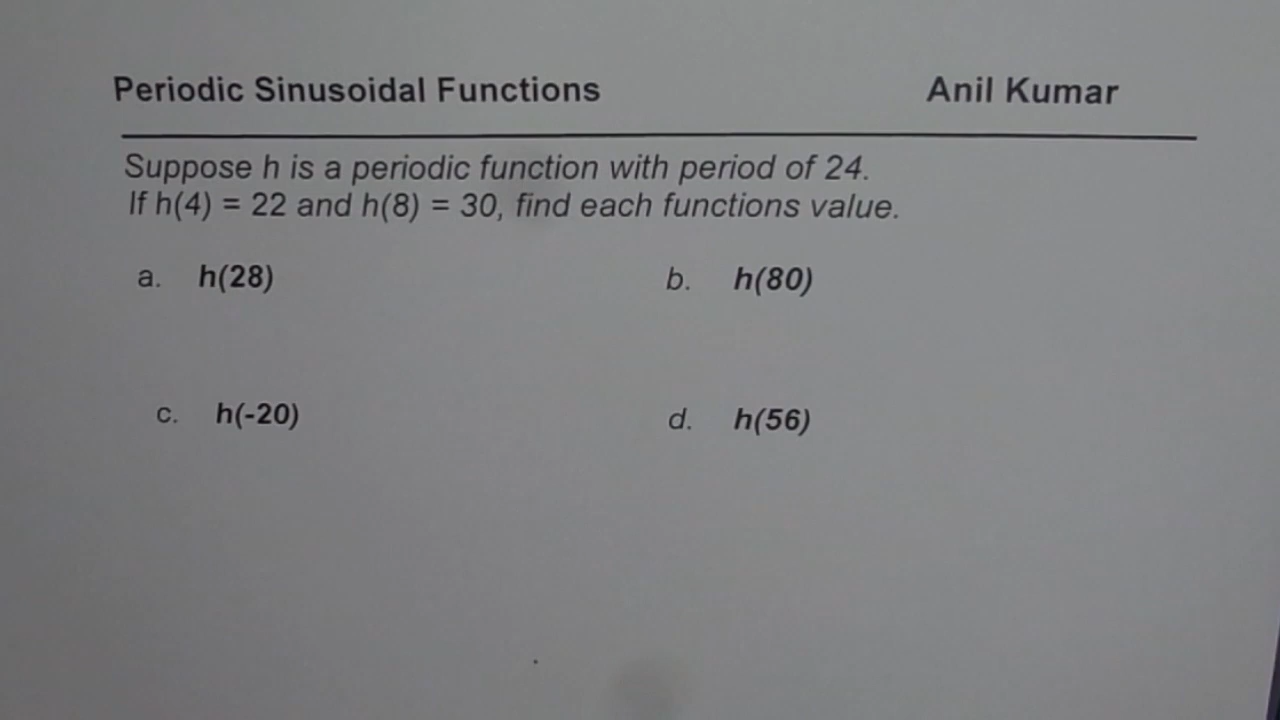 Periodic Sinusoidal Functions Anil Kumar
Suppose h is a periodic function with period of 24.
If h(4) = 22 and h(8) = 30, find each functions value.
a. h(28) b. h(80)
c. h(-20) d. h(56)